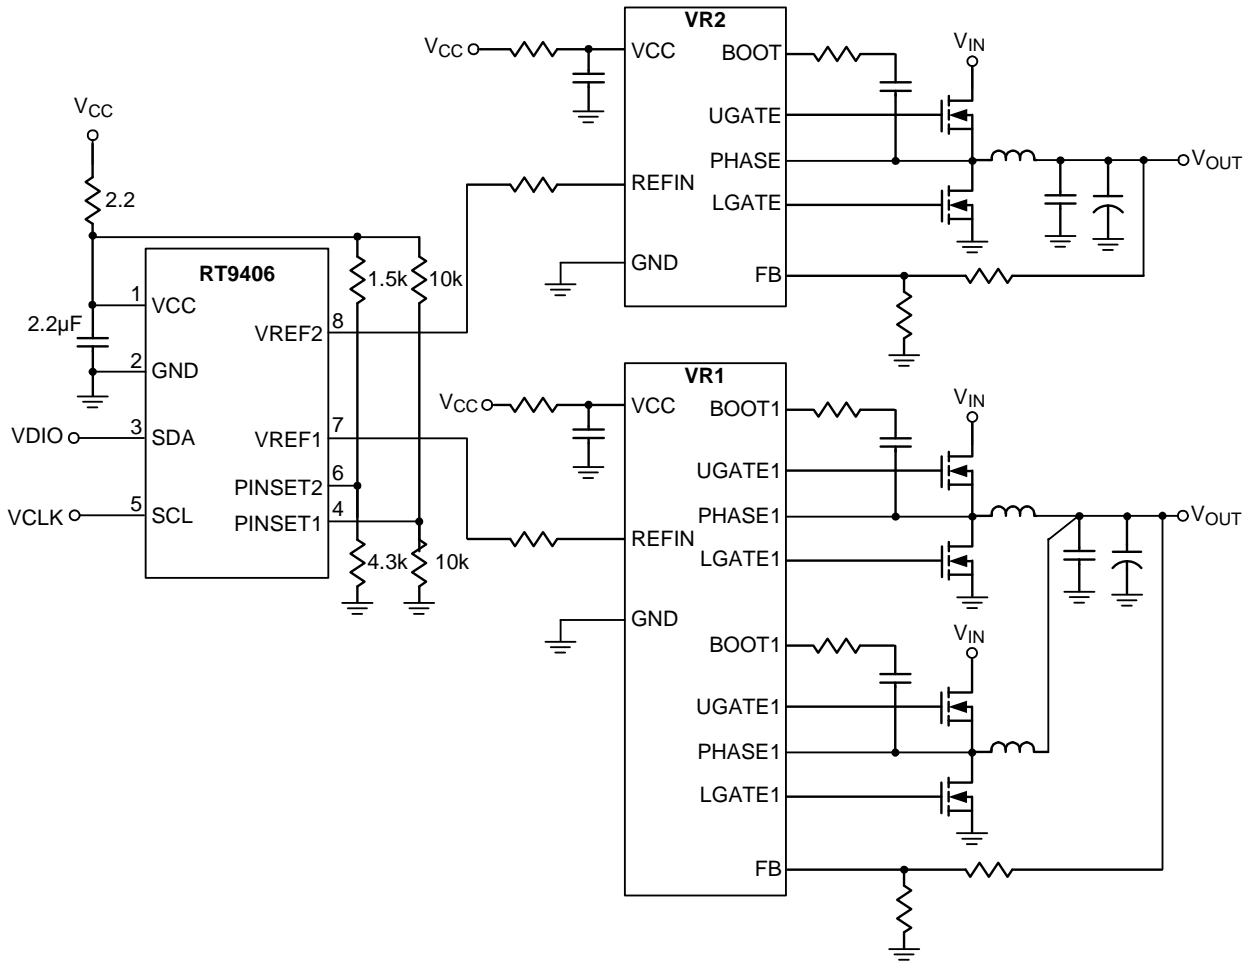 VCC
2.2
RT9406
1.5k
10k
1
VCC
2.2µF
2
GND
VREF2
8
VDIO
3
SDA
VREF1
7
PINSET2
6
VCLK
5
SCL
PINSET1
4
4.3k
10k
VR2
VCC
VCC
BOOT
VIN
UGATE
PHASE
VOUT
REFIN
LGATE
GND
FB
VR1
VCC
VCC
BOOT1
VIN
UGATE1
PHASE1
VOUT
REFIN
LGATE1
GND
BOOT1
VIN
UGATE1
PHASE1
LGATE1
FB